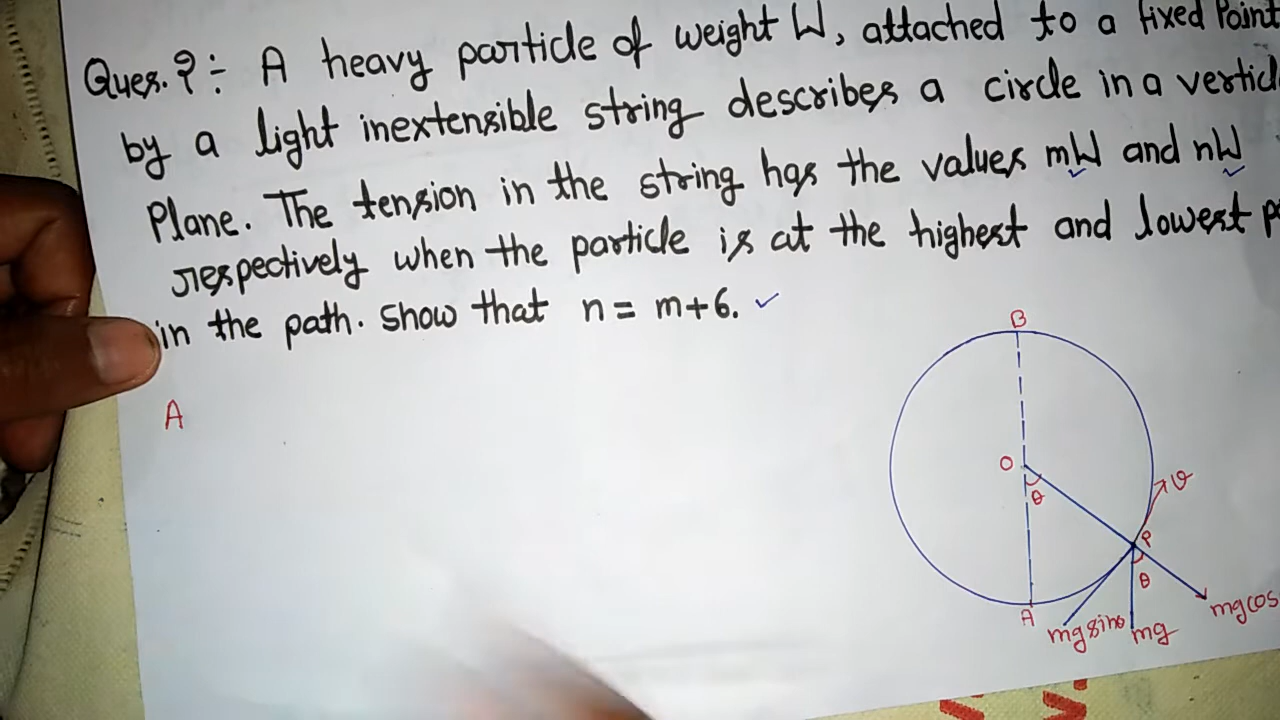 Ques.?:- A heavy particle of weight W, attached to a fixed Point
by a light inextensible string describes a circle in a
Plane. The tension in the string has the values mW and nW
respectively when the particle is at the highest and lowest
in the path. Show that n = m+6.
A
B
O
θ
v
P
θ
A
mg sinθ
mg
mg cos